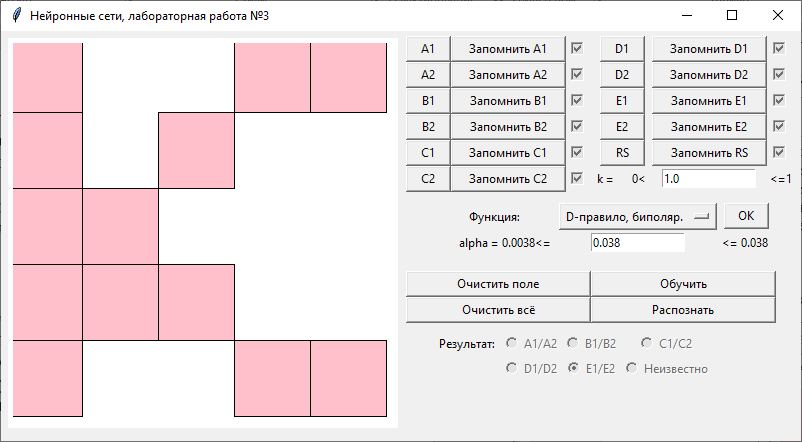 Нейронные сети, лабораторная работа №3
A1 Запомнить A1 D1 Запомнить D1
A2 Запомнить A2 D2 Запомнить D2
B1 Запомнить B1 E1 Запомнить E1
B2 Запомнить B2 E2 Запомнить E2
C1 Запомнить C1 RS Запомнить RS
C2 Запомнить C2 k = 0< 1.0 <=1
Функция: D-правило, биполяр. OK
alpha = 0.0038<= 0.038 <= 0.038
Очистить поле Обучить
Очистить всё Распознать
Результат: A1/A2 B1/B2 C1/C2
D1/D2 E1/E2 Неизвестно